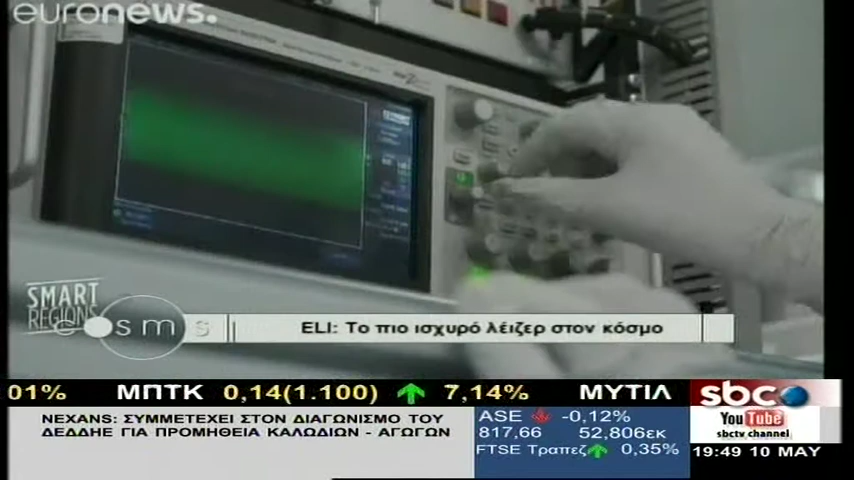 euronews.
SMART
REGIONS
cosmos
ELI: Το πιο ισχυρό λέιζερ στον κόσμο
01% ΜΠΤΚ 0,14(1.100) 7,14% ΜΥΤΙΛ
sbc
NEXANS: ΣΥΜΜΕΤΕΧΕΙ ΣΤΟΝ ΔΙΑΓΩΝΙΣΜΟ ΤΟΥ
ΔΕΔΔΗΕ ΓΙΑ ΠΡΟΜΗΘΕΙΑ ΚΑΛΩΔΙΩΝ - ΑΓΩΓΩΝ
ASE -0,12%
817,66 52,806εκ
FTSE Τραπεζ 0,35%
YouTube
sbctv channel
19:49 10 MAY